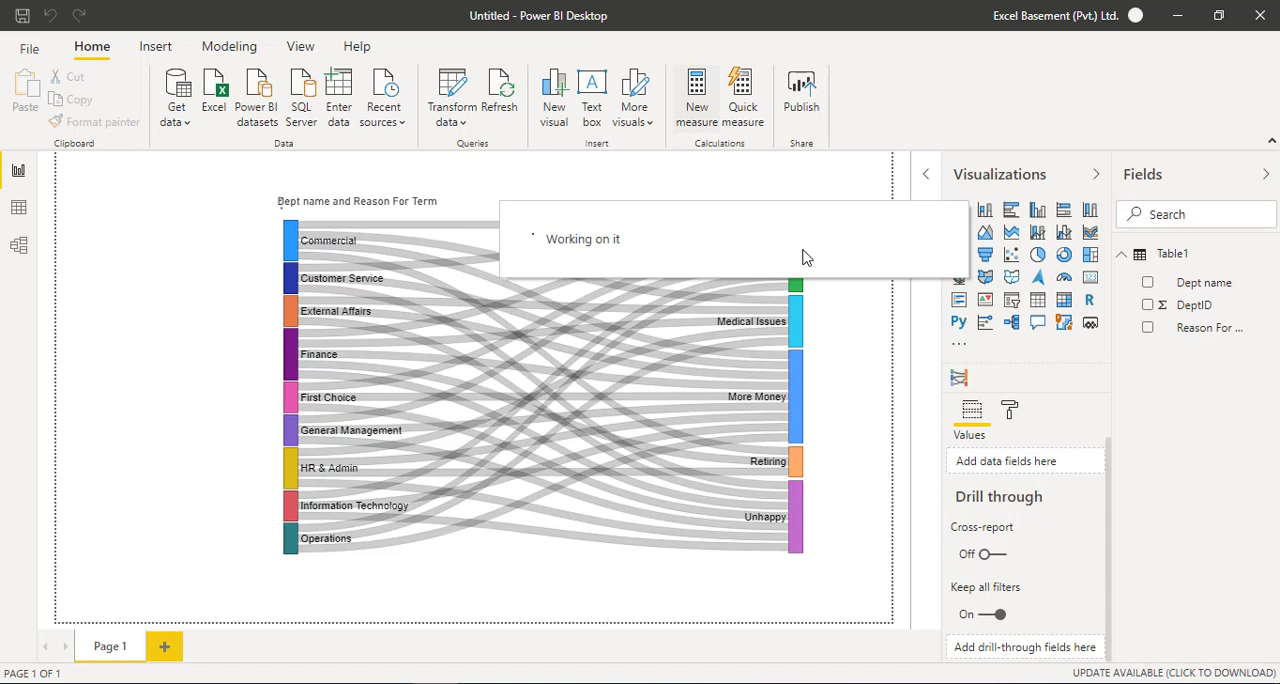 Untitled - Power BI Desktop
Excel Basement (Pvt.) Ltd.
File Home Insert Modeling View Help
Paste
Cut
Copy
Format painter
Clipboard
Get data
Excel
Power BI datasets
SQL Server
Enter data
Recent sources
Data
Transform data
Refresh
Queries
New visual
Text box
More visuals
Insert
New measure
Quick measure
Calculations
Publish
Share
Dept name and Reason For Term
Working on it
Commercial
Customer Service
External Affairs
Finance
First Choice
General Management
HR & Admin
Information Technology
Operations
Medical Issues
More Money
Retiring
Unhappy
Visualizations
R
Py
...
Values
Add data fields here
Drill through
Cross-report
Off
Keep all filters
On
Add drill-through fields here
Fields
Search
Table1
Dept name
Σ DeptID
Reason For ...
Page 1
PAGE 1 OF 1
UPDATE AVAILABLE (CLICK TO DOWNLOAD)